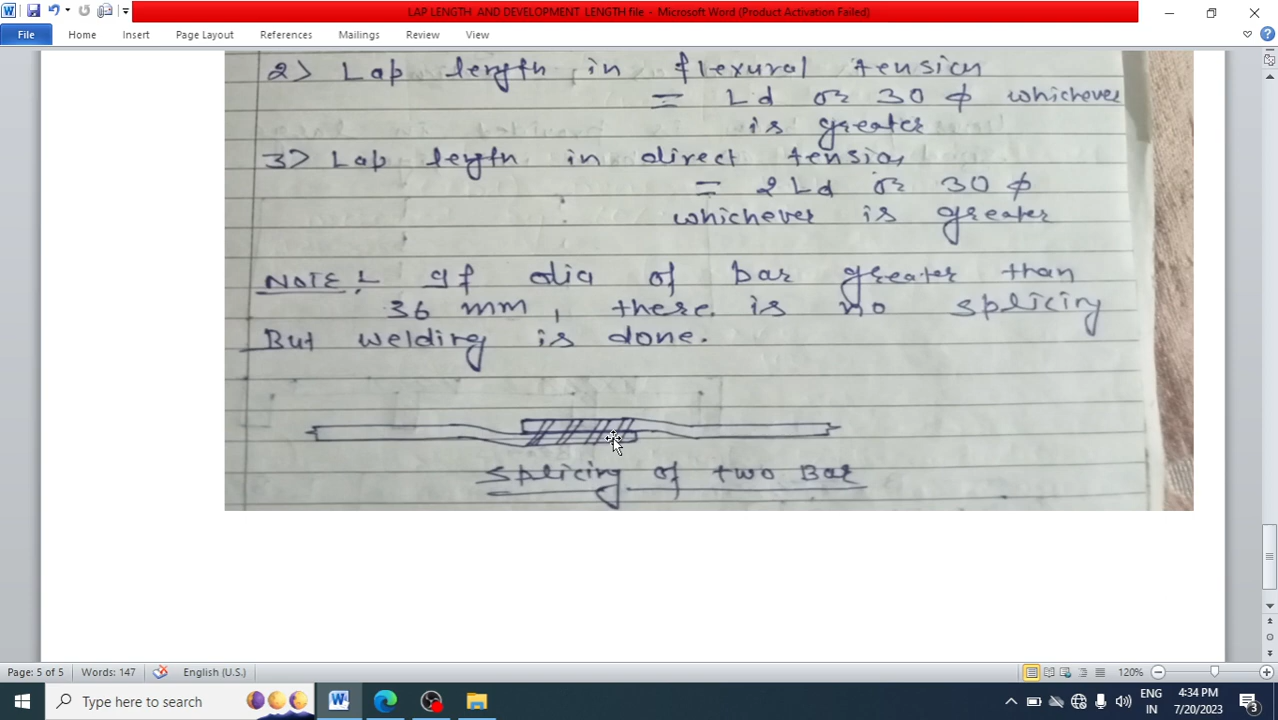 LAP LENGTH AND DEVELOPMENT LENGTH file - Microsoft Word (Product Activation Failed)
File Home Insert Page Layout References Mailings Review View
2> Lap length in flexural tension
= Ld or 30 φ whichever
is greater
3> Lap length in direct tension
= 2Ld or 30 φ
whichever is greater
NOTE:- If dia of bar greater than
36 mm, there is no splicing
But welding is done.
Splicing of two Bar
Page: 5 of 5 Words: 147 English (U.S.) 120%
Type here to search
ENG
IN
4:34 PM
7/20/2023
3